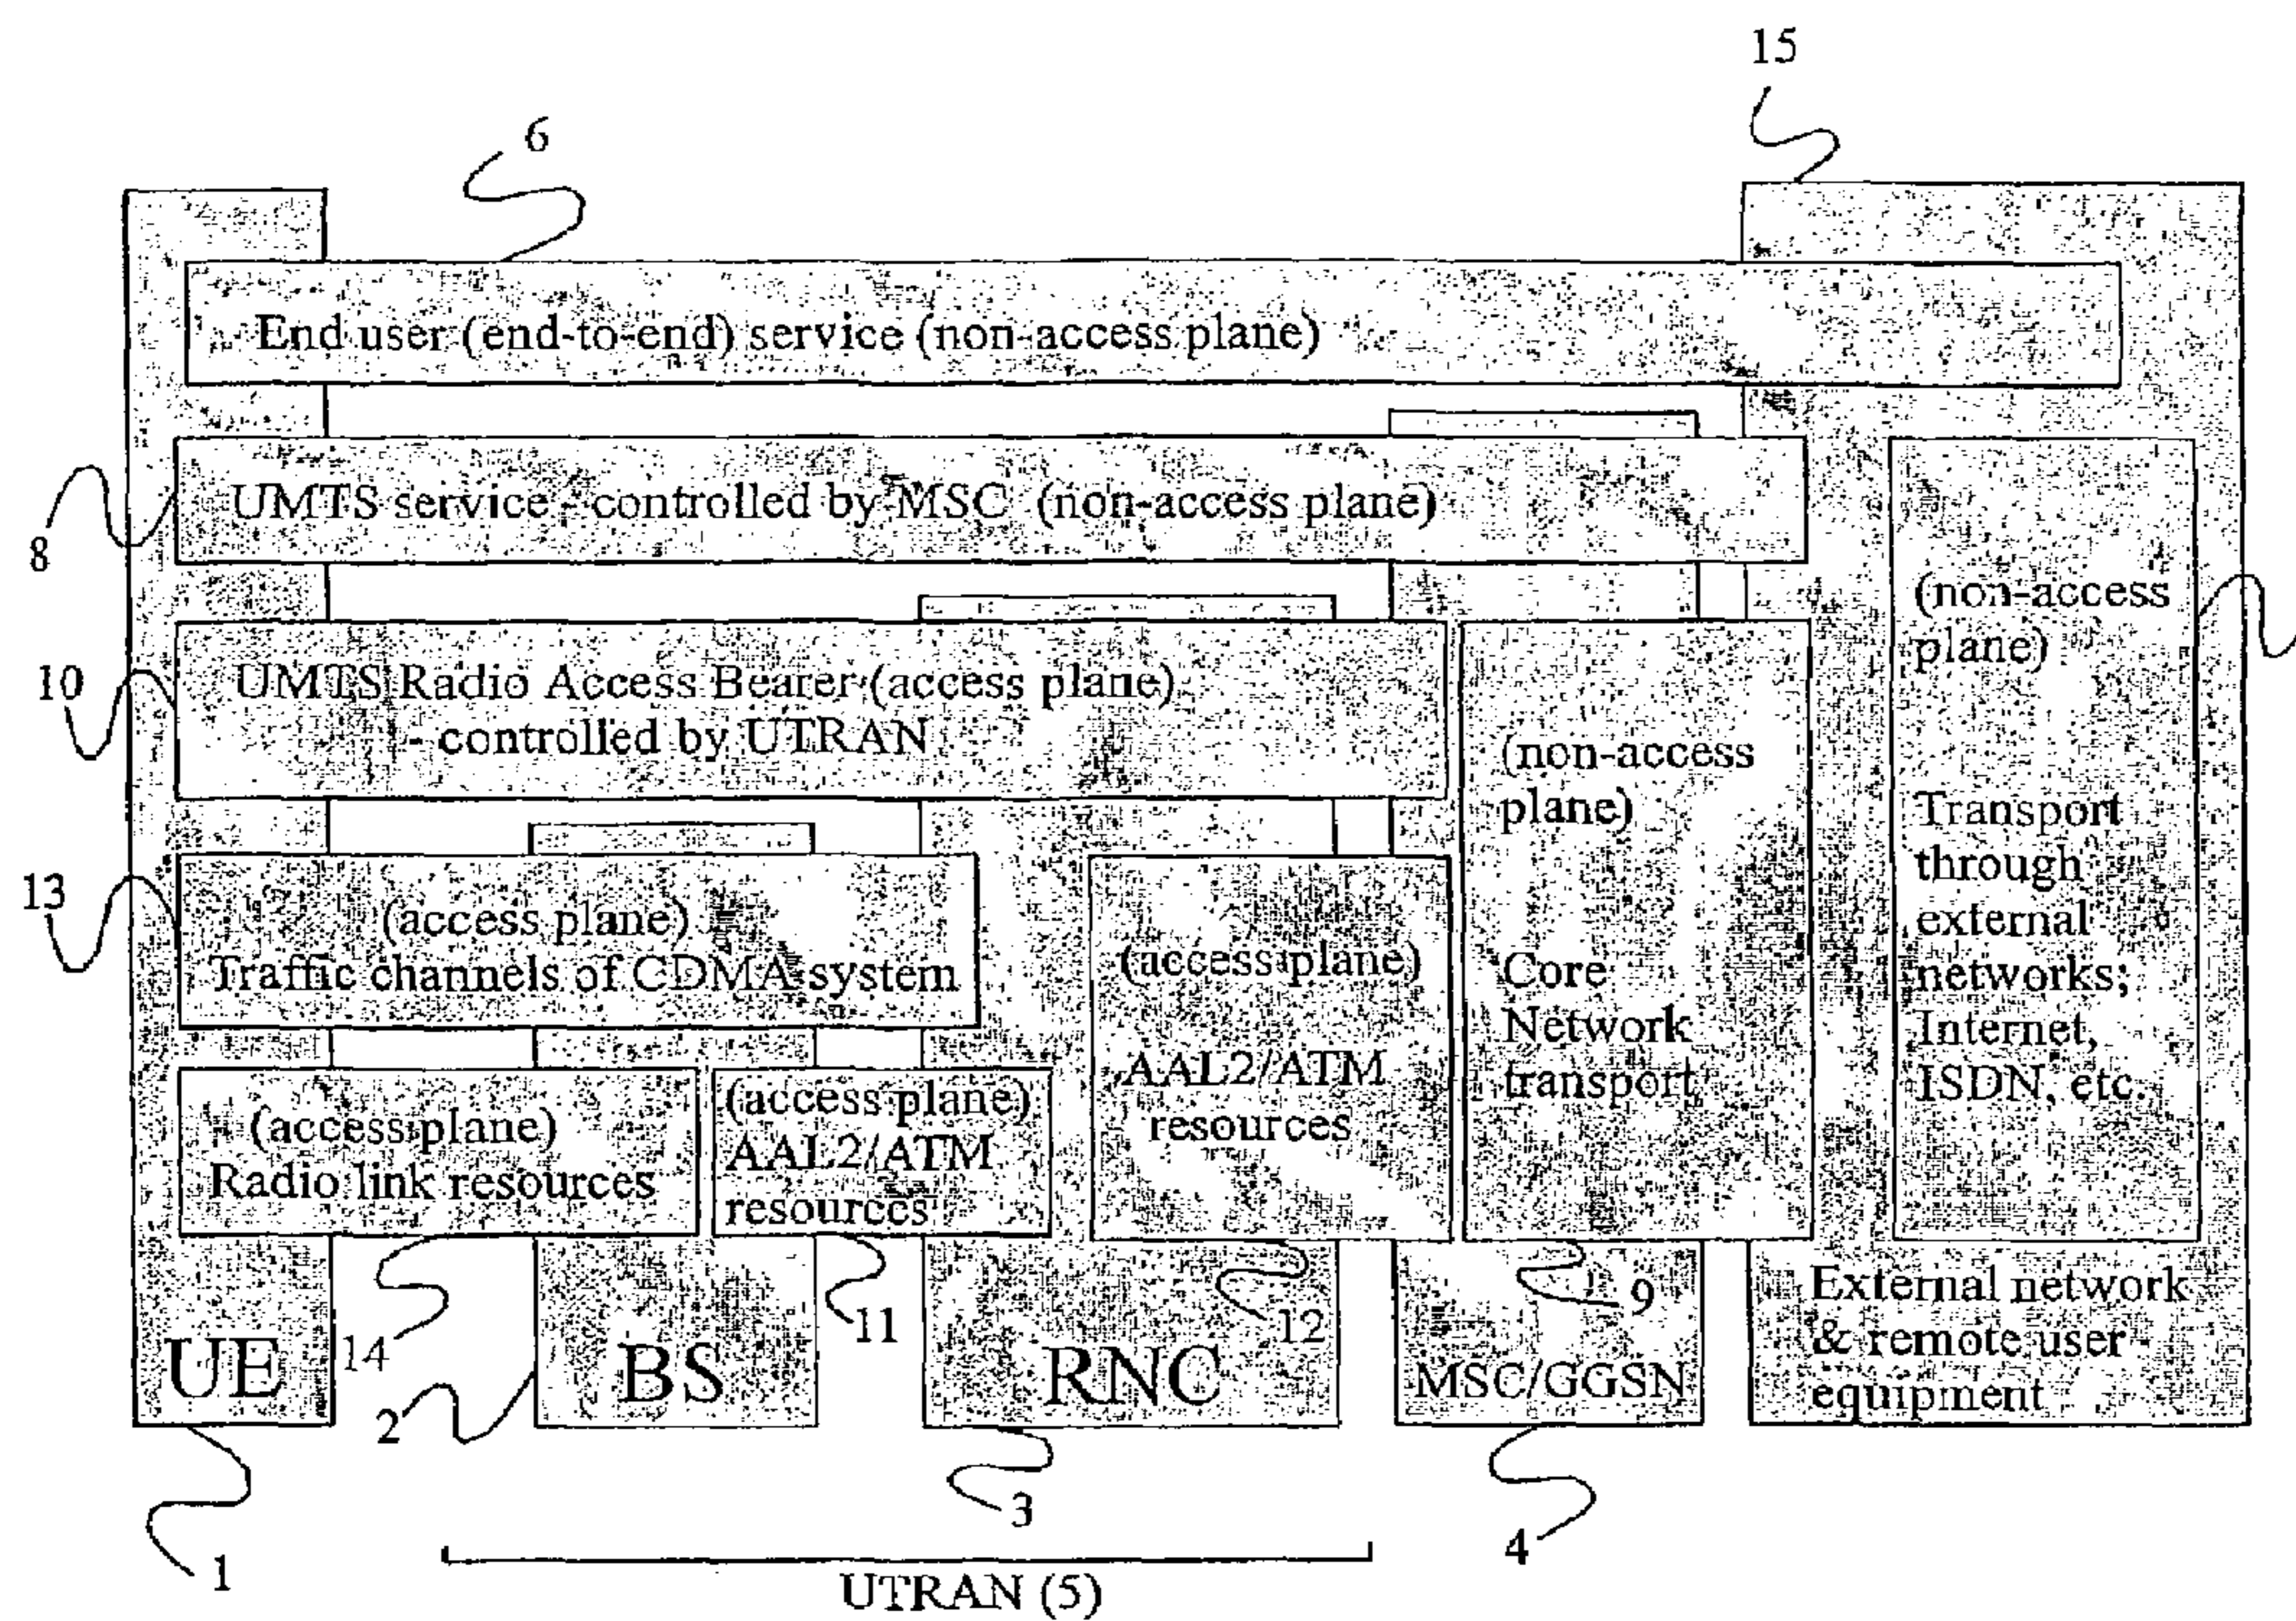 15
6
End user (end-to-end) service (non-access plane)
8
UMTS service - controlled by MSC (non-access plane)
10
UMTS Radio Access Bearer (access plane)
- controlled by UTRAN
(non-access
plane)
Core
Network
transport
(non-access
plane)
Transport
through
external
networks;
Internet,
ISDN, etc.
13
(access plane)
Traffic channels of CDMA system
(access plane)
AAL2/ATM
resources
(access plane)
Radio link resources
(access plane)
AAL2/ATM
resources
14
11
12
9
UE
BS
RNC
MSC/GGSN
External network
& remote user
equipment
2
1
3
4
UTRAN (5)